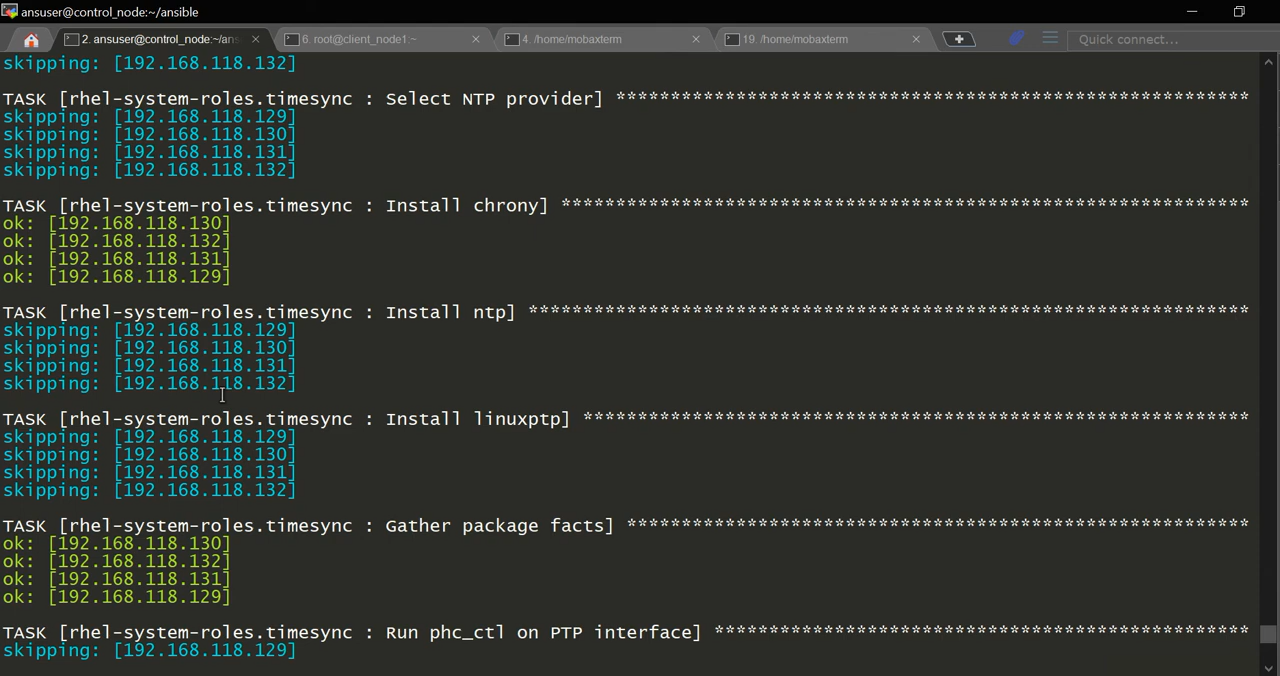 ansuser@control_node:~/ansible
2. ansuser@control_node:~/ans
6. root@client_node1:~
4. /home/mobaxterm
19. /home/mobaxterm
Quick connect...
skipping: [192.168.118.132]
TASK [rhel-system-roles.timesync : Select NTP provider] **********************************************************
skipping: [192.168.118.129]
skipping: [192.168.118.130]
skipping: [192.168.118.131]
skipping: [192.168.118.132]
TASK [rhel-system-roles.timesync : Install chrony] ***************************************************************
ok: [192.168.118.130]
ok: [192.168.118.132]
ok: [192.168.118.131]
ok: [192.168.118.129]
TASK [rhel-system-roles.timesync : Install ntp] ******************************************************************
skipping: [192.168.118.129]
skipping: [192.168.118.130]
skipping: [192.168.118.131]
skipping: [192.168.118.132]
TASK [rhel-system-roles.timesync : Install linuxptp] *************************************************************
skipping: [192.168.118.129]
skipping: [192.168.118.130]
skipping: [192.168.118.131]
skipping: [192.168.118.132]
TASK [rhel-system-roles.timesync : Gather package facts] *********************************************************
ok: [192.168.118.130]
ok: [192.168.118.132]
ok: [192.168.118.131]
ok: [192.168.118.129]
TASK [rhel-system-roles.timesync : Run phc_ctl on PTP interface] *************************************************
skipping: [192.168.118.129]